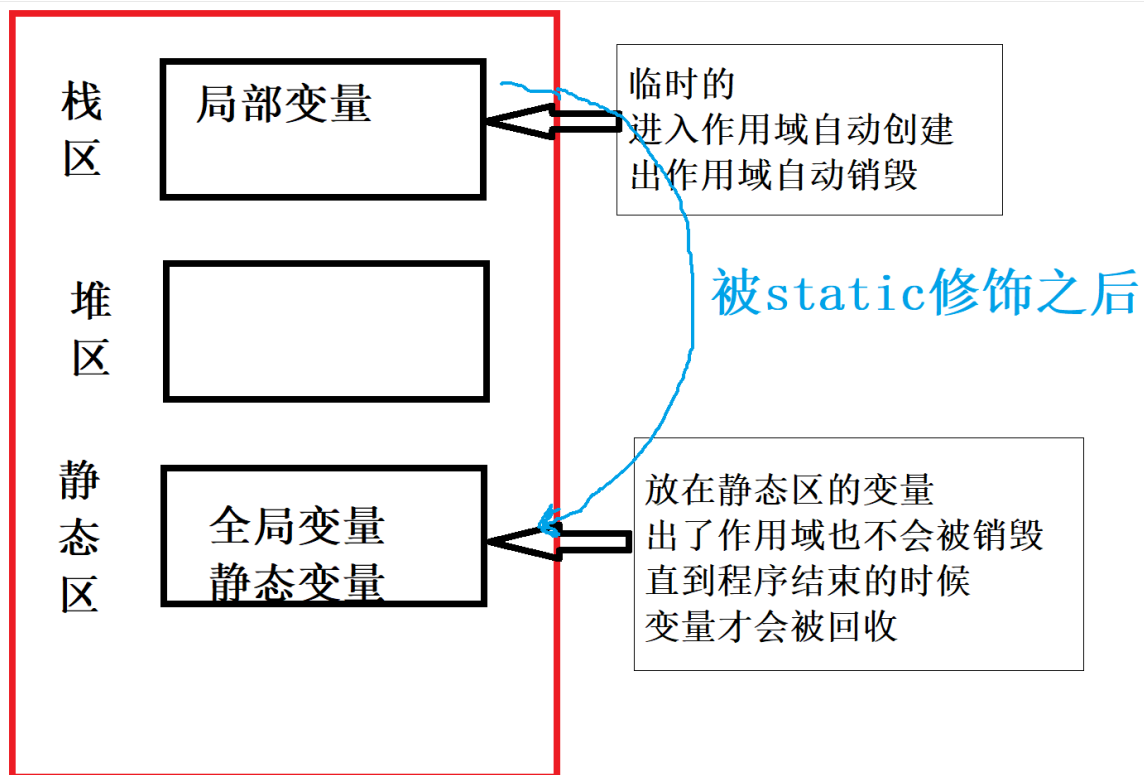 栈区
局部变量
临时的
进入作用域自动创建
出作用域自动销毁
被static修饰之后
堆区
静态区
全局变量
静态变量
放在静态区的变量
出了作用域也不会被销毁
直到程序结束的时候
变量才会被回收